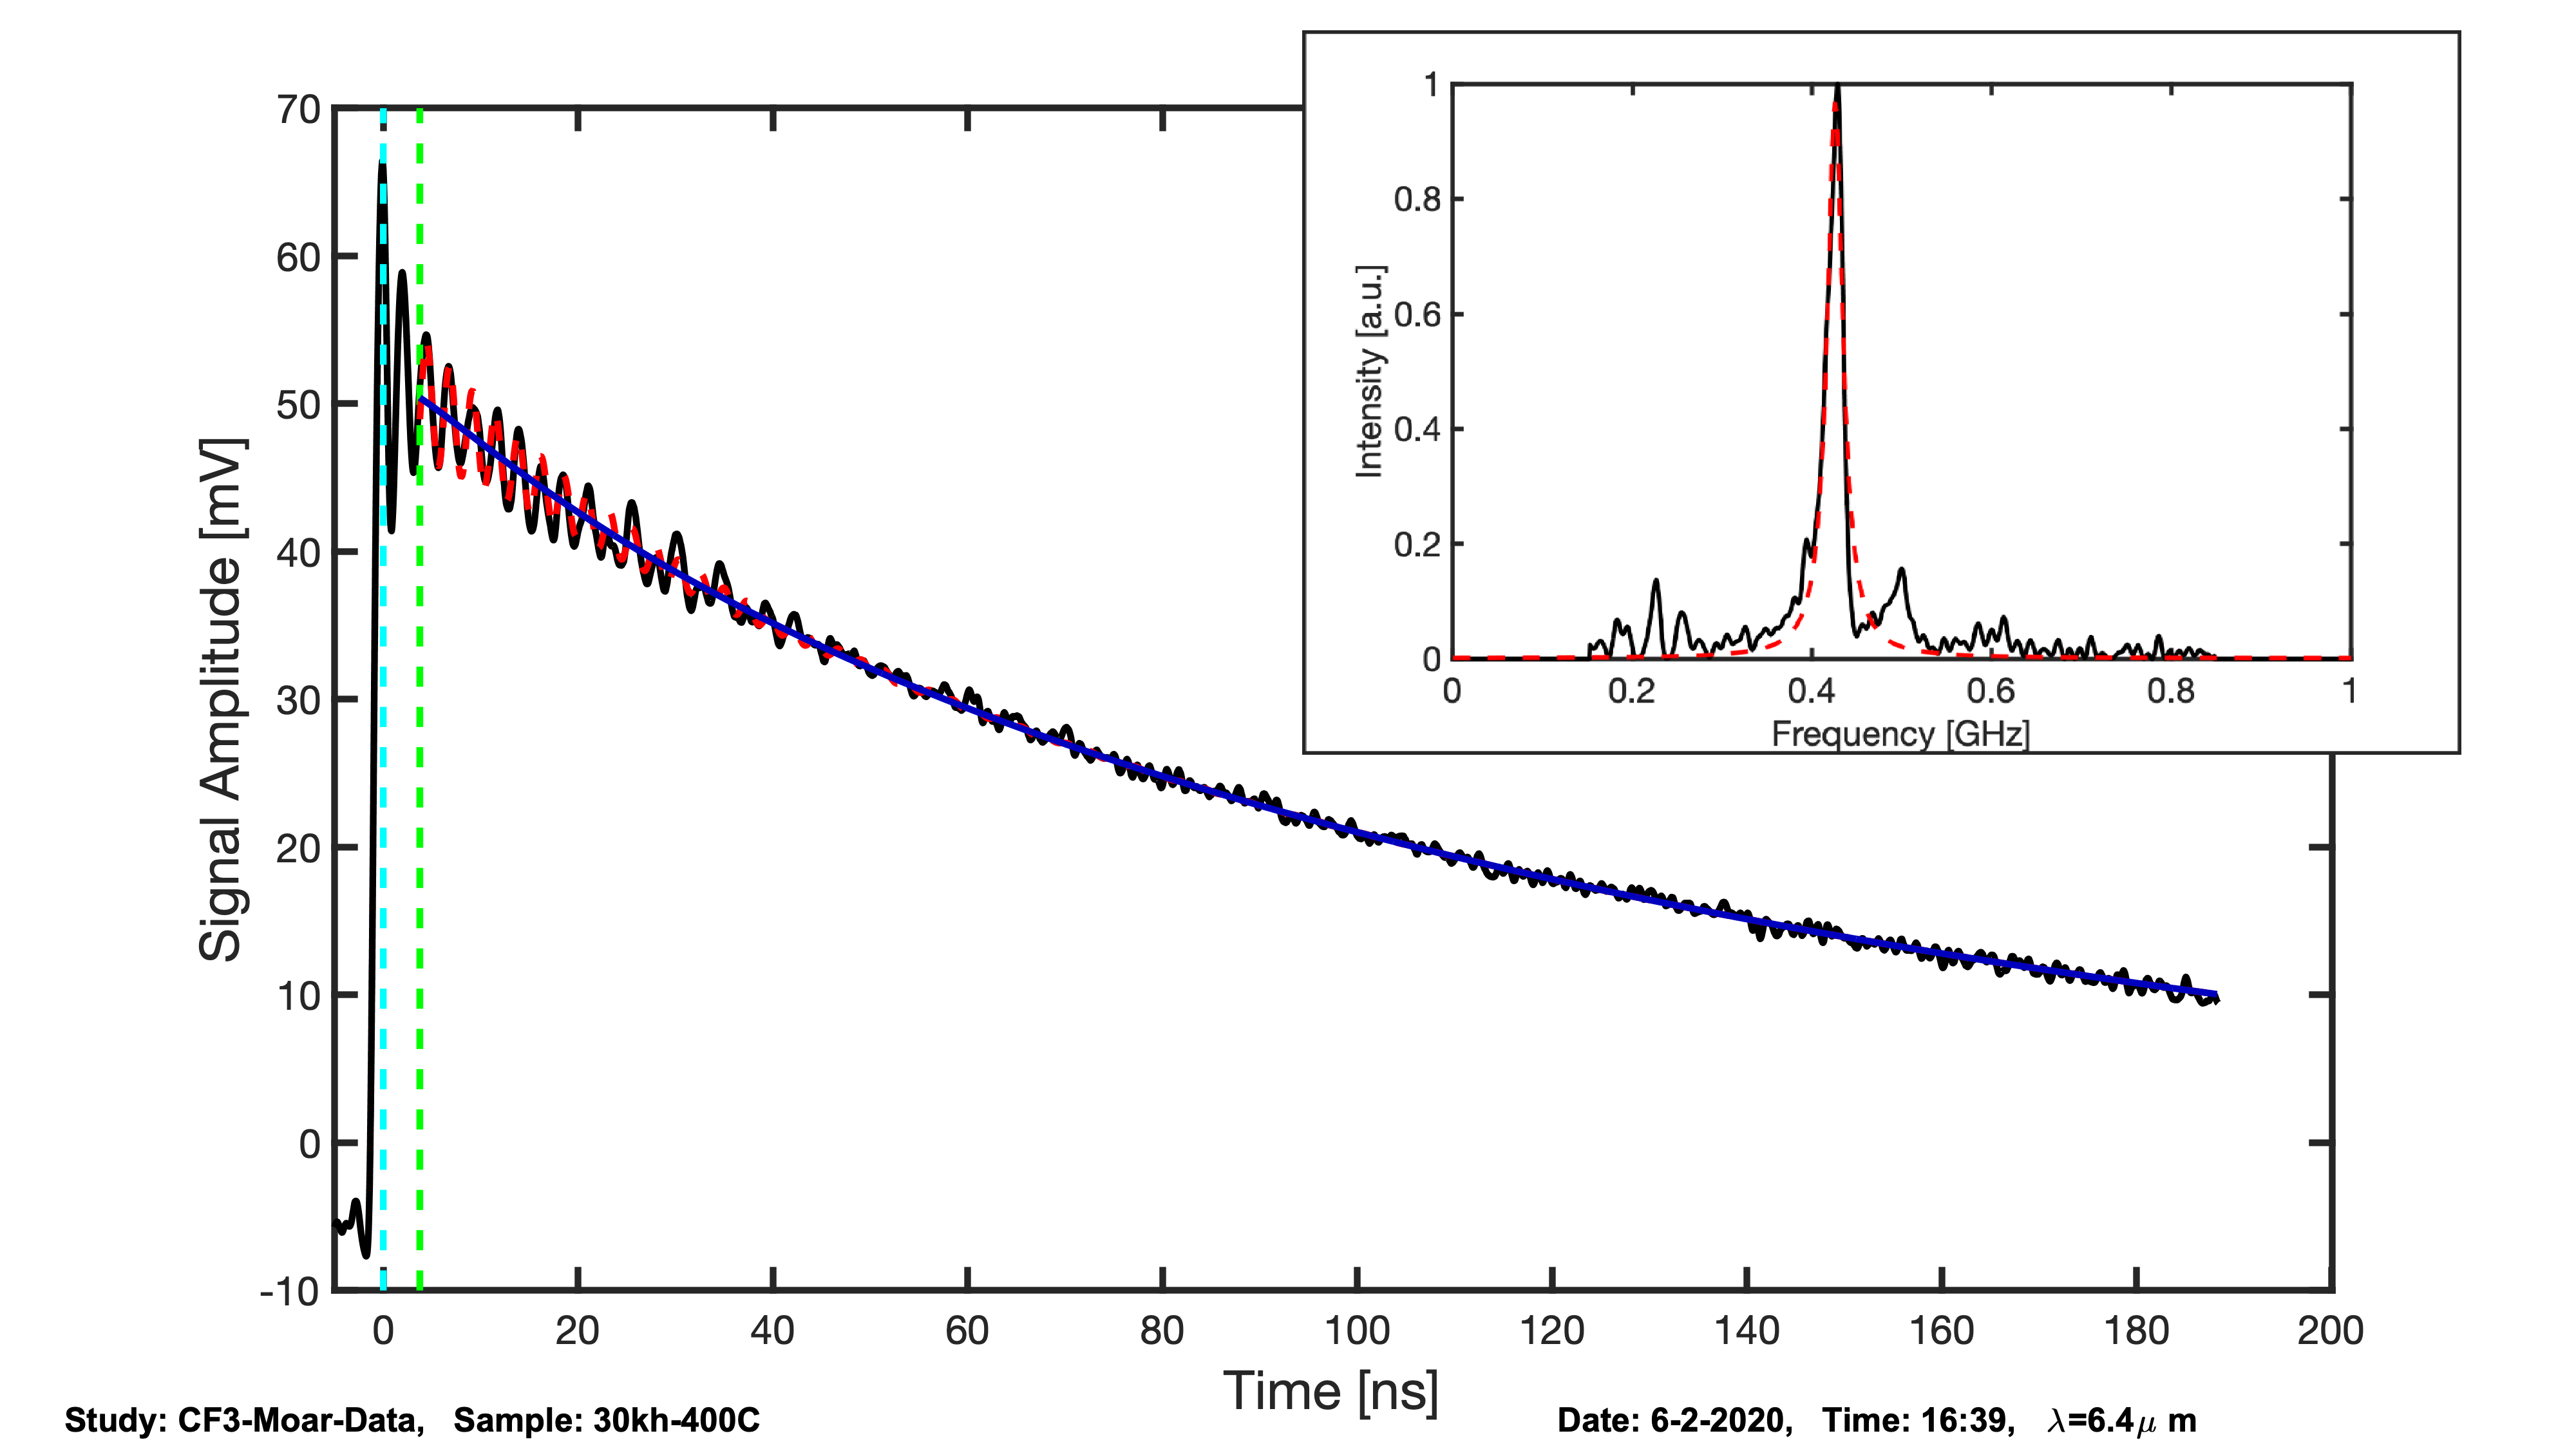 70
60
50
40
30
20
10
0
-10
Signal Amplitude [mV]
0 20 40 60 80 100 120 140 160 180 200
Time [ns]
1
0.8
0.6
0.4
0.2
0
Intensity [a.u.]
0 0.2 0.4 0.6 0.8 1
Frequency [GHz]
Study: CF3-Moar-Data, Sample: 30kh-400C
Date: 6-2-2020, Time: 16:39, λ=6.4μ m